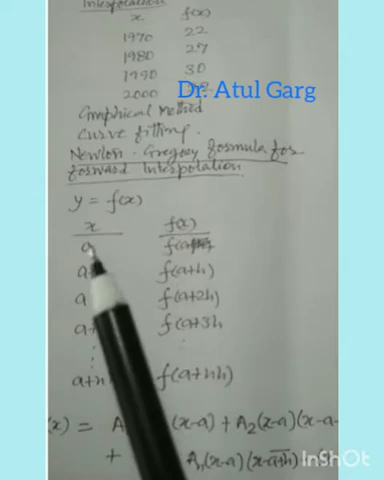 Interpolation
x f(x)
1970 22
1980 27
1990 30
2000
Dr. Atul Garg
Graphical Method
Curve fitting.
Newton-Gregory formula for
forward Interpolation
y = f(x)
x f(x)
a
f(a+h)
a f(a+2h)
f(a+3h
a+n f(a+nh)
(x) = A (x-a) + A2(x-a)(x-a-
+ (x-a)(x-a+h)
InShOt